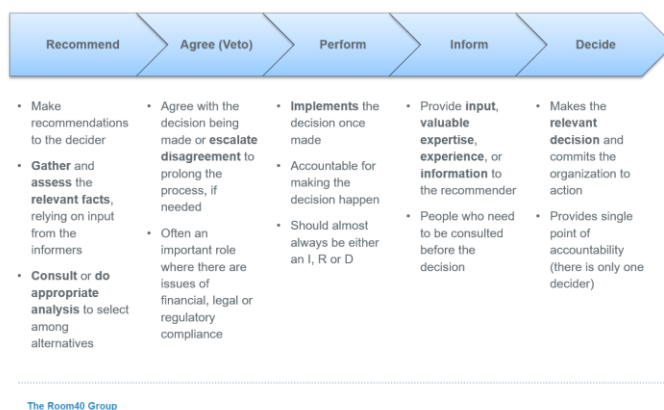 Recommend
Agree (Veto)
Perform
Inform
Decide
• Make
recommendations
to the decider
• Gather and
assess the
relevant facts,
relying on input
from the
informers
• Consult or do
appropriate
analysis to select
among
alternatives
• Agree with the
decision being
made or escalate
disagreement to
prolong the
process, if
needed
• Often an
important role
where there are
issues of
financial, legal or
regulatory
compliance
• Implements the
decision once
made
• Accountable for
making the
decision happen
• Should almost
always be either
an I, R or D
• Provide input,
valuable
expertise,
experience, or
information to
the recommender
• People who need
to be consulted
before the
decision
• Makes the
relevant
decision and
commits the
organization to
action
• Provides single
point of
accountability
(there is only one
decider)
The Room40 Group